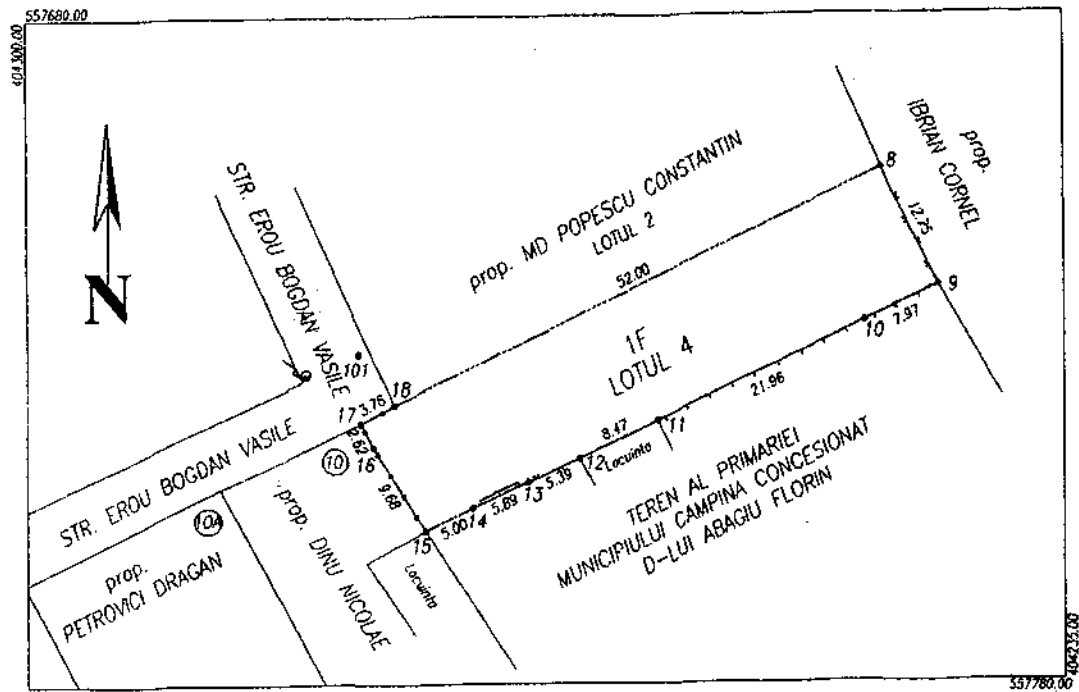 557680.00
404300.00
N
STR. EROU BOGDAN VASILE
prop. MD POPESCU CONSTANTIN
LOTUL 2
prop.
IBRIAN CORNEL
8
12.75
9
52.00
10
7.97
1F
LOTUL 4
21.96
101
18
17
3.76
2.62
16
10
9.68
11
8.47
12
Locuinta
5.39
13
5.89
14
5.00
15
STR. EROU BOGDAN VASILE
10A
prop.
PETROVICI DRAGAN
prop. DINU NICOLAE
Locuinta
TEREN AL PRIMARIEI
MUNICIPIULUI CAMPINA CONCESIONAT
D-LUI ABAGIU FLORIN
404235.00
557780.00